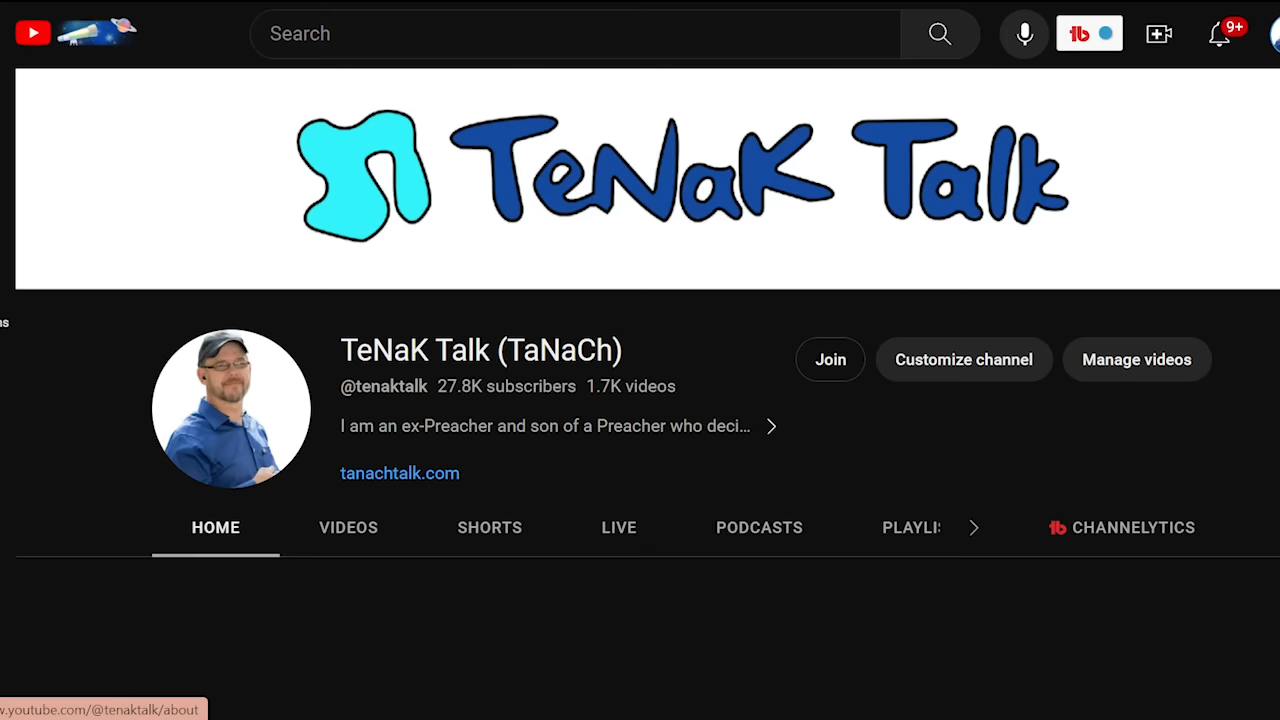 Search
9+
TeNaK Talk
ns
TeNaK Talk (TaNaCh)
@tenaktalk 27.8K subscribers 1.7K videos
Join
Customize channel
Manage videos
I am an ex-Preacher and son of a Preacher who deci...
tanachtalk.com
HOME VIDEOS SHORTS LIVE PODCASTS PLAYLI CHANNELYTICS
w.youtube.com/@tenaktalk/about